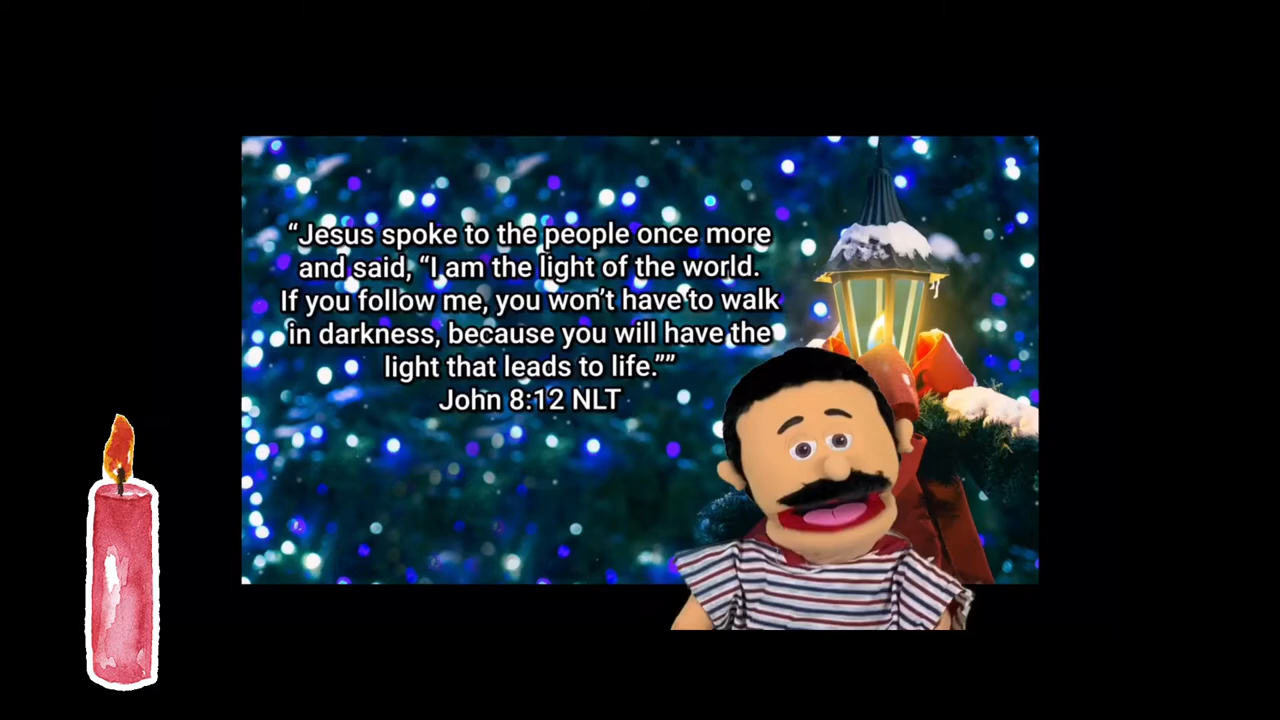 “Jesus spoke to the people once more
and said, “I am the light of the world.
If you follow me, you won’t have to walk
in darkness, because you will have the
light that leads to life.””
John 8:12 NLT